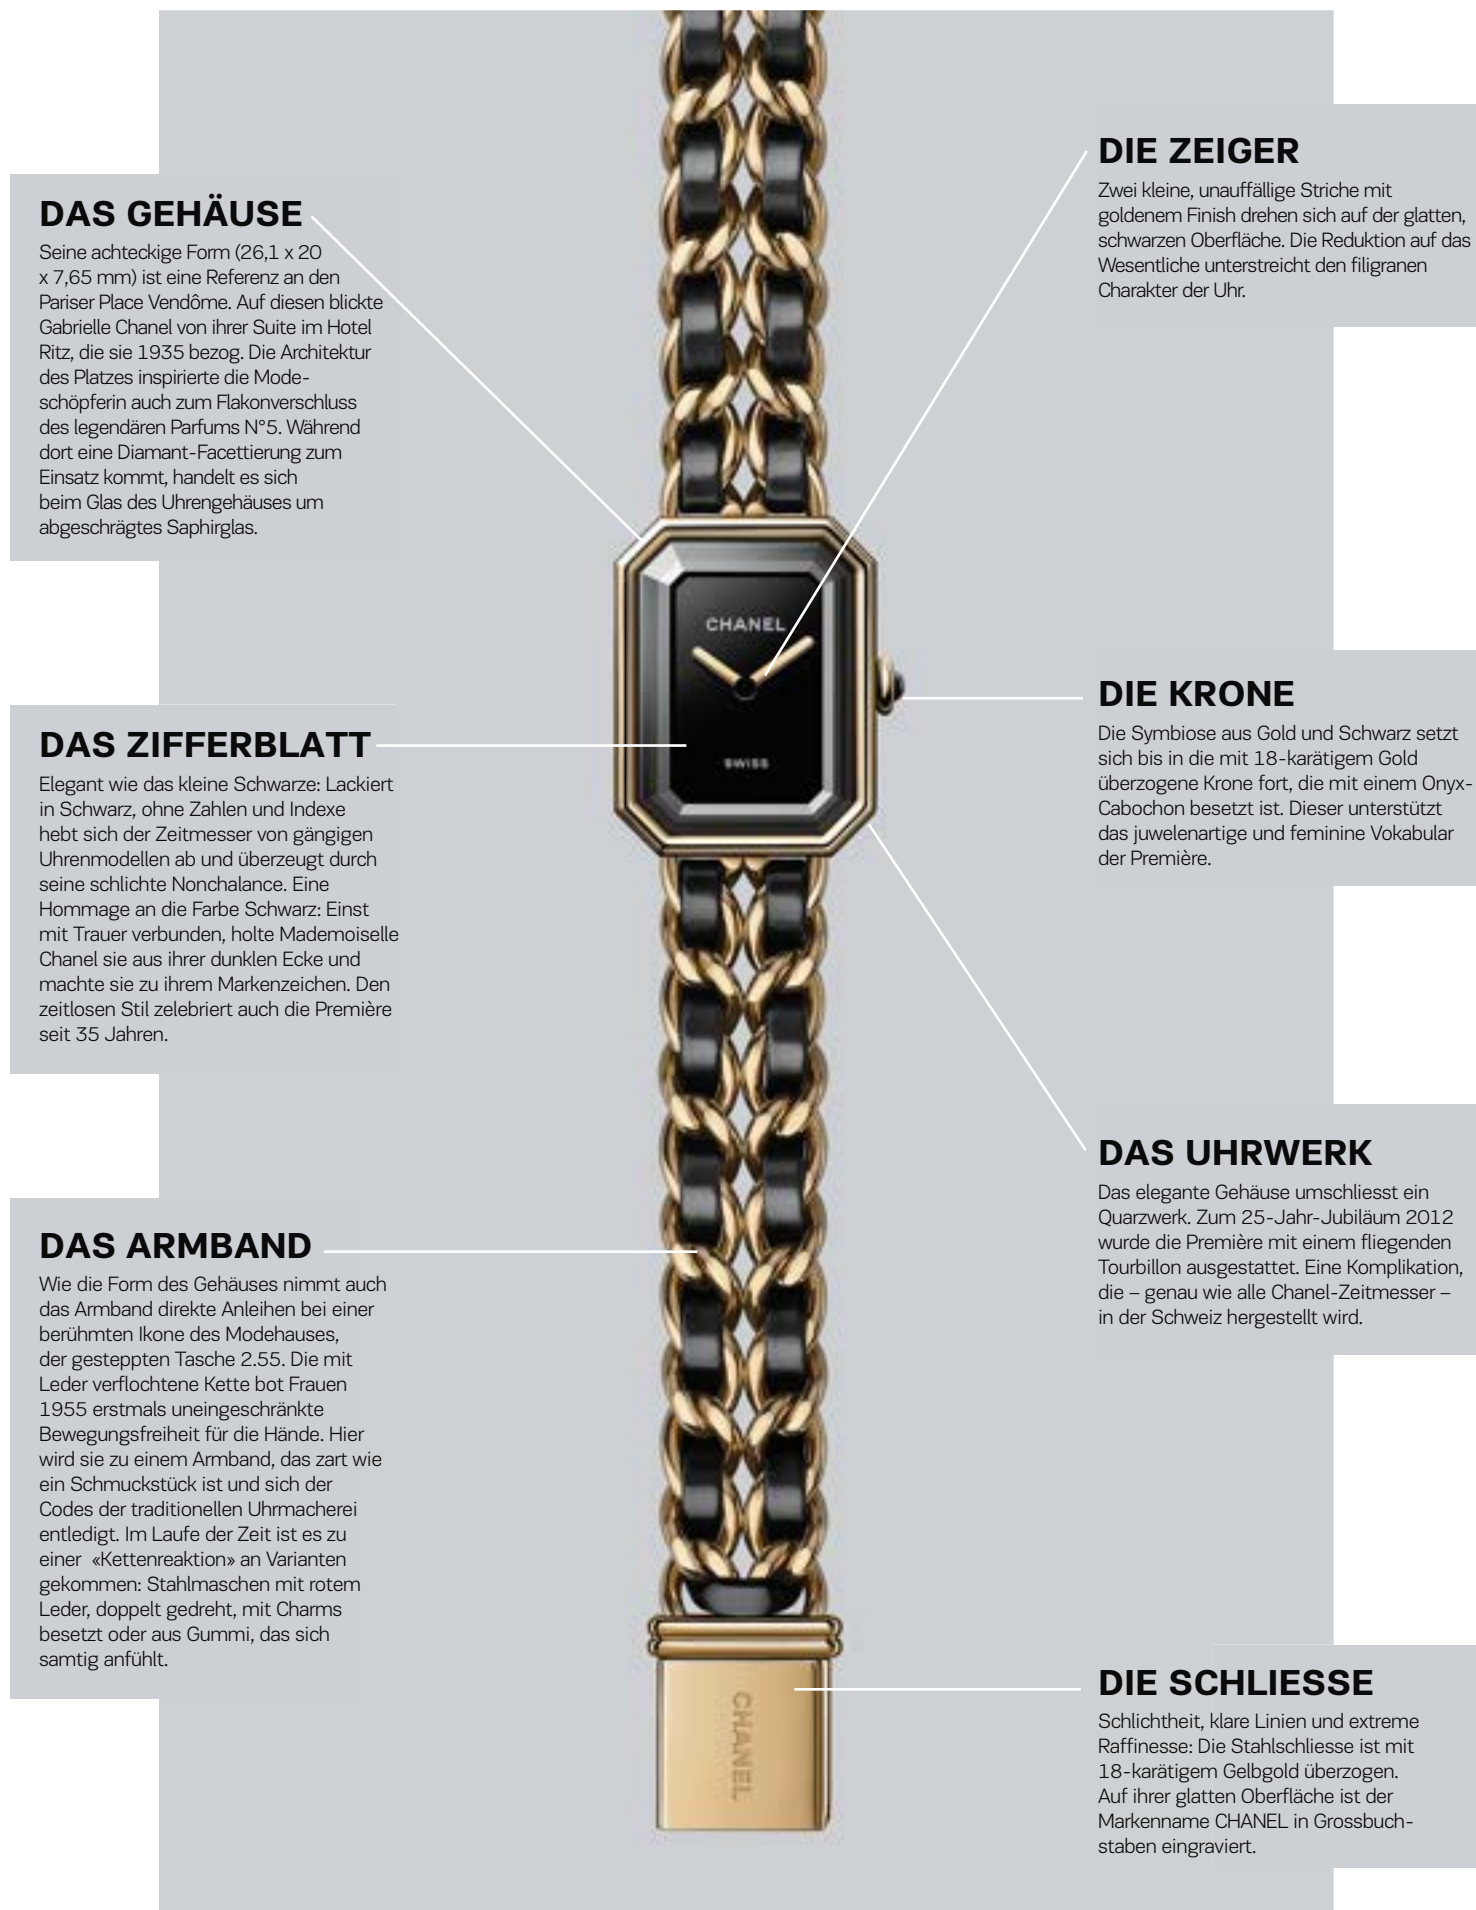 DAS GEHÄUSE
Seine achteckige Form (26,1 x 20
x 7,65 mm) ist eine Referenz an den
Pariser Place Vendôme. Auf diesen blickte
Gabrielle Chanel von ihrer Suite im Hotel
Ritz, die sie 1935 bezog. Die Architektur
des Platzes inspirierte die Mode-
schöpferin auch zum Flakonverschluss
des legendären Parfums N°5. Während
dort eine Diamant-Facettierung zum
Einsatz kommt, handelt es sich
beim Glas des Uhrengehäuses um
abgeschrägtes Saphirglas.
DAS ZIFFERBLATT
Elegant wie das kleine Schwarze: Lackiert
in Schwarz, ohne Zahlen und Indexe
hebt sich der Zeitmesser von gängigen
Uhrenmodellen ab und überzeugt durch
seine schlichte Nonchalance. Eine
Hommage an die Farbe Schwarz: Einst
mit Trauer verbunden, holte Mademoiselle
Chanel sie aus ihrer dunklen Ecke und
machte sie zu ihrem Markenzeichen. Den
zeitlosen Stil zelebriert auch die Première
seit 35 Jahren.
DAS ARMBAND
Wie die Form des Gehäuses nimmt auch
das Armband direkte Anleihen bei einer
berühmten Ikone des Modehauses,
der gesteppten Tasche 2.55. Die mit
Leder verflochtene Kette bot Frauen
1955 erstmals uneingeschränkte
Bewegungsfreiheit für die Hände. Hier
wird sie zu einem Armband, das zart wie
ein Schmuckstück ist und sich der
Codes der traditionellen Uhrmacherei
entledigt. Im Laufe der Zeit ist es zu
einer «Kettenreaktion» an Varianten
gekommen: Stahlmaschen mit rotem
Leder, doppelt gedreht, mit Charms
besetzt oder aus Gummi, das sich
samtig anfühlt.
CHANEL
SWISS
CHANEL
DIE ZEIGER
Zwei kleine, unauffällige Striche mit
goldenem Finish drehen sich auf der glatten,
schwarzen Oberfläche. Die Reduktion auf das
Wesentliche unterstreicht den filigranen
Charakter der Uhr.
DIE KRONE
Die Symbiose aus Gold und Schwarz setzt
sich bis in die mit 18-karätigem Gold
überzogene Krone fort, die mit einem Onyx-
Cabochon besetzt ist. Dieser unterstützt
das juwelenartige und feminine Vokabular
der Première.
DAS UHRWERK
Das elegante Gehäuse umschliesst ein
Quarzwerk. Zum 25-Jahr-Jubiläum 2012
wurde die Première mit einem fliegenden
Tourbillon ausgestattet. Eine Komplikation,
die – genau wie alle Chanel-Zeitmesser –
in der Schweiz hergestellt wird.
DIE SCHLIESSE
Schlichtheit, klare Linien und extreme
Raffinesse: Die Stahlschliesse ist mit
18-karätigem Gelbgold überzogen.
Auf ihrer glatten Oberfläche ist der
Markenname CHANEL in Grossbuch-
staben eingraviert.